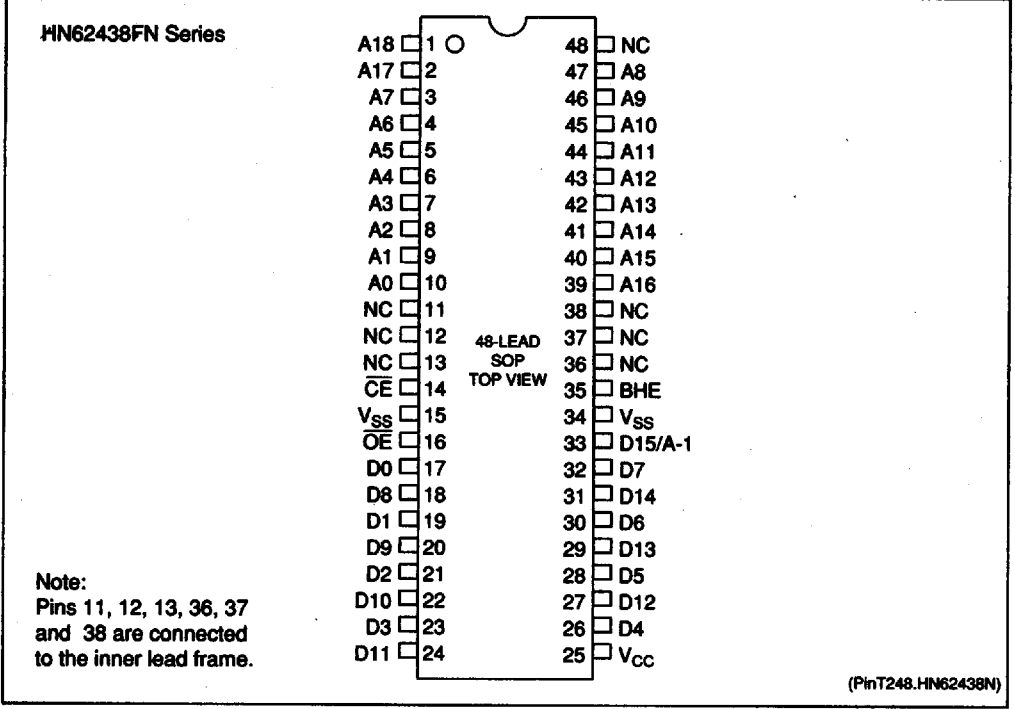 HN62438FN Series
A18 1 48 NC
A17 2 47 A8
A7 3 46 A9
A6 4 45 A10
A5 5 44 A11
A4 6 43 A12
A3 7 42 A13
A2 8 41 A14
A1 9 40 A15
A0 10 39 A16
NC 11 38 NC
NC 12 37 NC
NC 13 36 NC
48-LEAD
SOP
TOP VIEW
C̅E̅ 14 35 BHE
VSS 15 34 VSS
O̅E̅ 16 33 D15/A-1
D0 17 32 D7
D8 18 31 D14
D1 19 30 D6
D9 20 29 D13
D2 21 28 D5
D10 22 27 D12
D3 23 26 D4
D11 24 25 VCC
Note:
Pins 11, 12, 13, 36, 37
and 38 are connected
to the inner lead frame.
(PinT248.HN62438N)